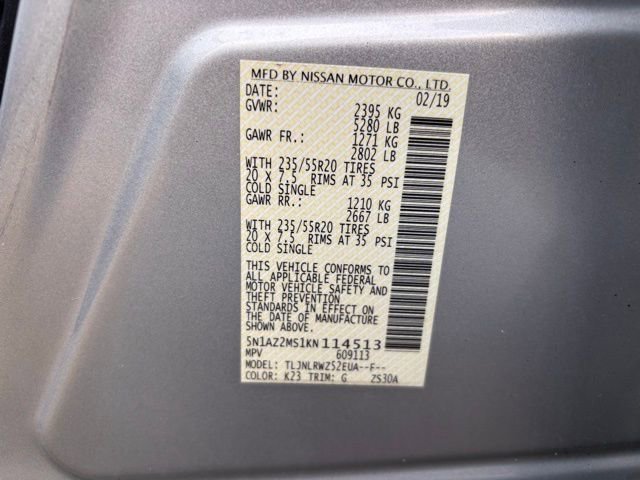 MFD BY NISSAN MOTOR CO., LTD.
DATE: 02/19
GVWR: 2395 KG
5280 LB
GAWR FR.: 1271 KG
2802 LB
WITH 235/55R20 TIRES
20 X 7.5 RIMS AT 35 PSI
COLD SINGLE
GAWR RR.: 1210 KG
2667 LB
WITH 235/55R20 TIRES
20 X 7.5 RIMS AT 35 PSI
COLD SINGLE
THIS VEHICLE CONFORMS TO
ALL APPLICABLE FEDERAL
MOTOR VEHICLE SAFETY AND
THEFT PREVENTION
STANDARDS IN EFFECT ON
THE DATE OF MANUFACTURE
SHOWN ABOVE.
5N1AZ2MS1KN114513
MPV 609113
MODEL: TLJNLRWZ52EUA--F--
COLOR: K23 TRIM: G ZS30A